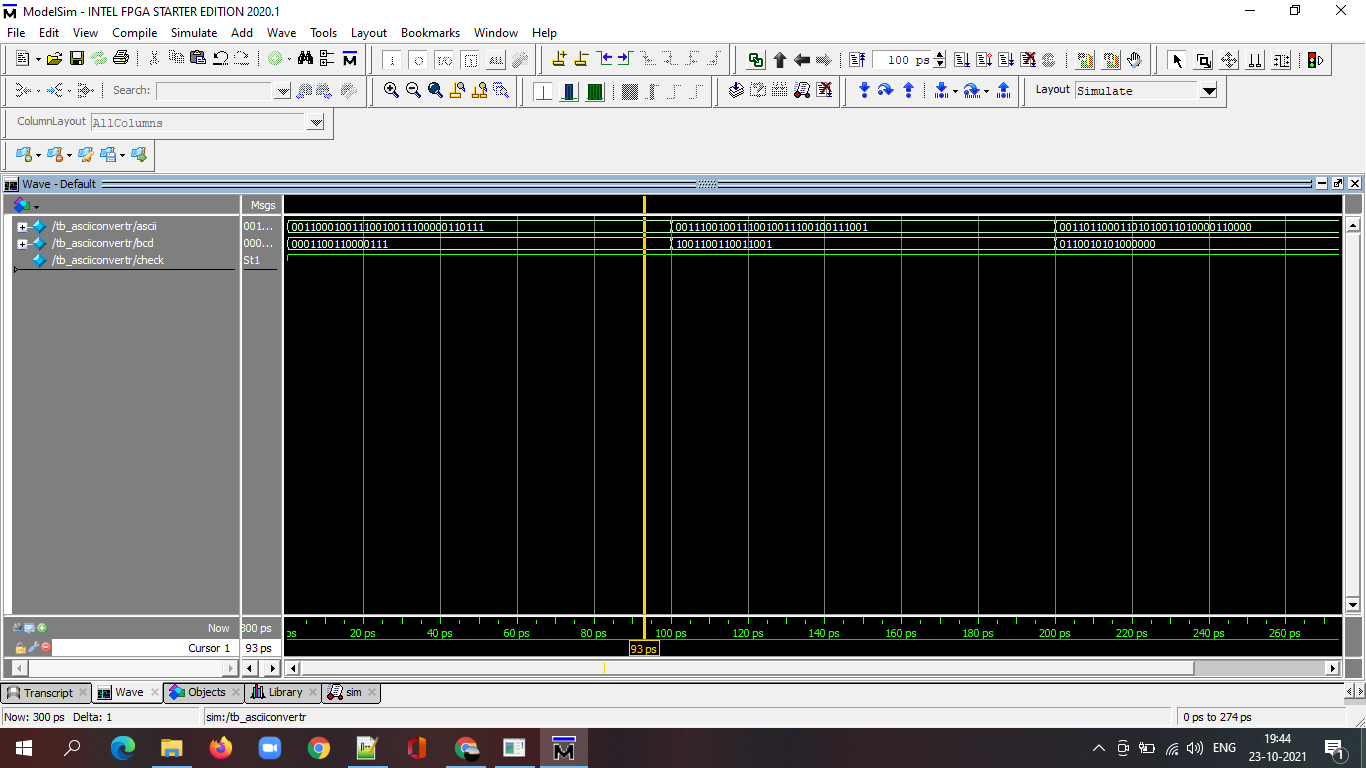 ModelSim - INTEL FPGA STARTER EDITION 2020.1
File Edit View Compile Simulate Add Wave Tools Layout Bookmarks Window Help
100 ps
Search:
Layout Simulate
ColumnLayout AllColumns
Wave - Default
Msgs
/tb_asciiconvertr/ascii 001... 00110001001110010011100000110111 00111001001110010011100100111001 00110110001101010011010000110000
/tb_asciiconvertr/bcd 000... 0001100110000111 1001100110011001 0110010101000000
/tb_asciiconvertr/check St1
Now 300 ps ps 20 ps 40 ps 60 ps 80 ps 100 ps 120 ps 140 ps 160 ps 180 ps 200 ps 220 ps 240 ps 260 ps
Cursor 1 93 ps 93 ps
Transcript Wave Objects Library sim
Now: 300 ps Delta: 1 sim:/tb_asciiconvertr 0 ps to 274 ps
ENG 19:44
23-10-2021 1